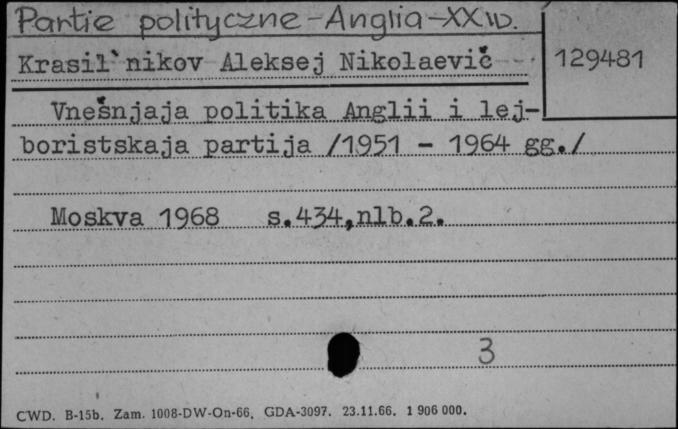 Partie polityczne - Anglia - XX w.
Krasil`nikov Aleksej Nikolaevič
129481
Vnešnjaja politika Anglii i lej-
boristskaja partija /1951 - 1964 gg./
Moskva 1968 s.434,nlb.2.
3
CWD. B-15b. Zam. 1008-DW-On-66. GDA-3097. 23.11.66. 1 906 000.